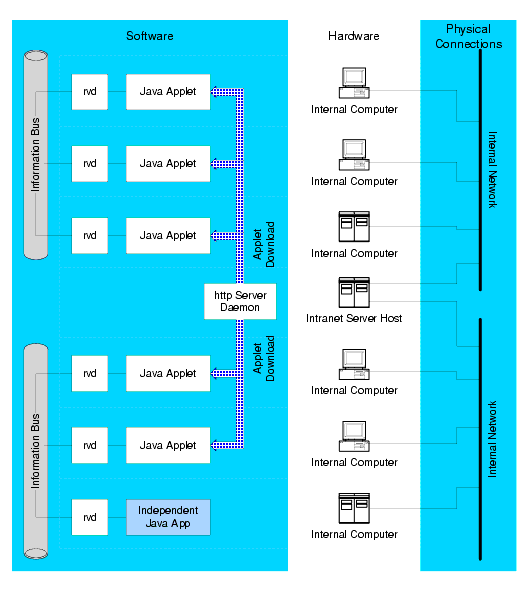 Software
Hardware
Physical
Connections
Information Bus
rvd
Java Applet
Internal Computer
rvd
Java Applet
Internal Computer
rvd
Java Applet
Applet
Download
Internal Computer
Internal Network
http Server
Daemon
Intranet Server Host
Information Bus
rvd
Java Applet
Applet
Download
Internal Computer
rvd
Java Applet
Internal Computer
Internal Network
rvd
Independent
Java App
Internal Computer